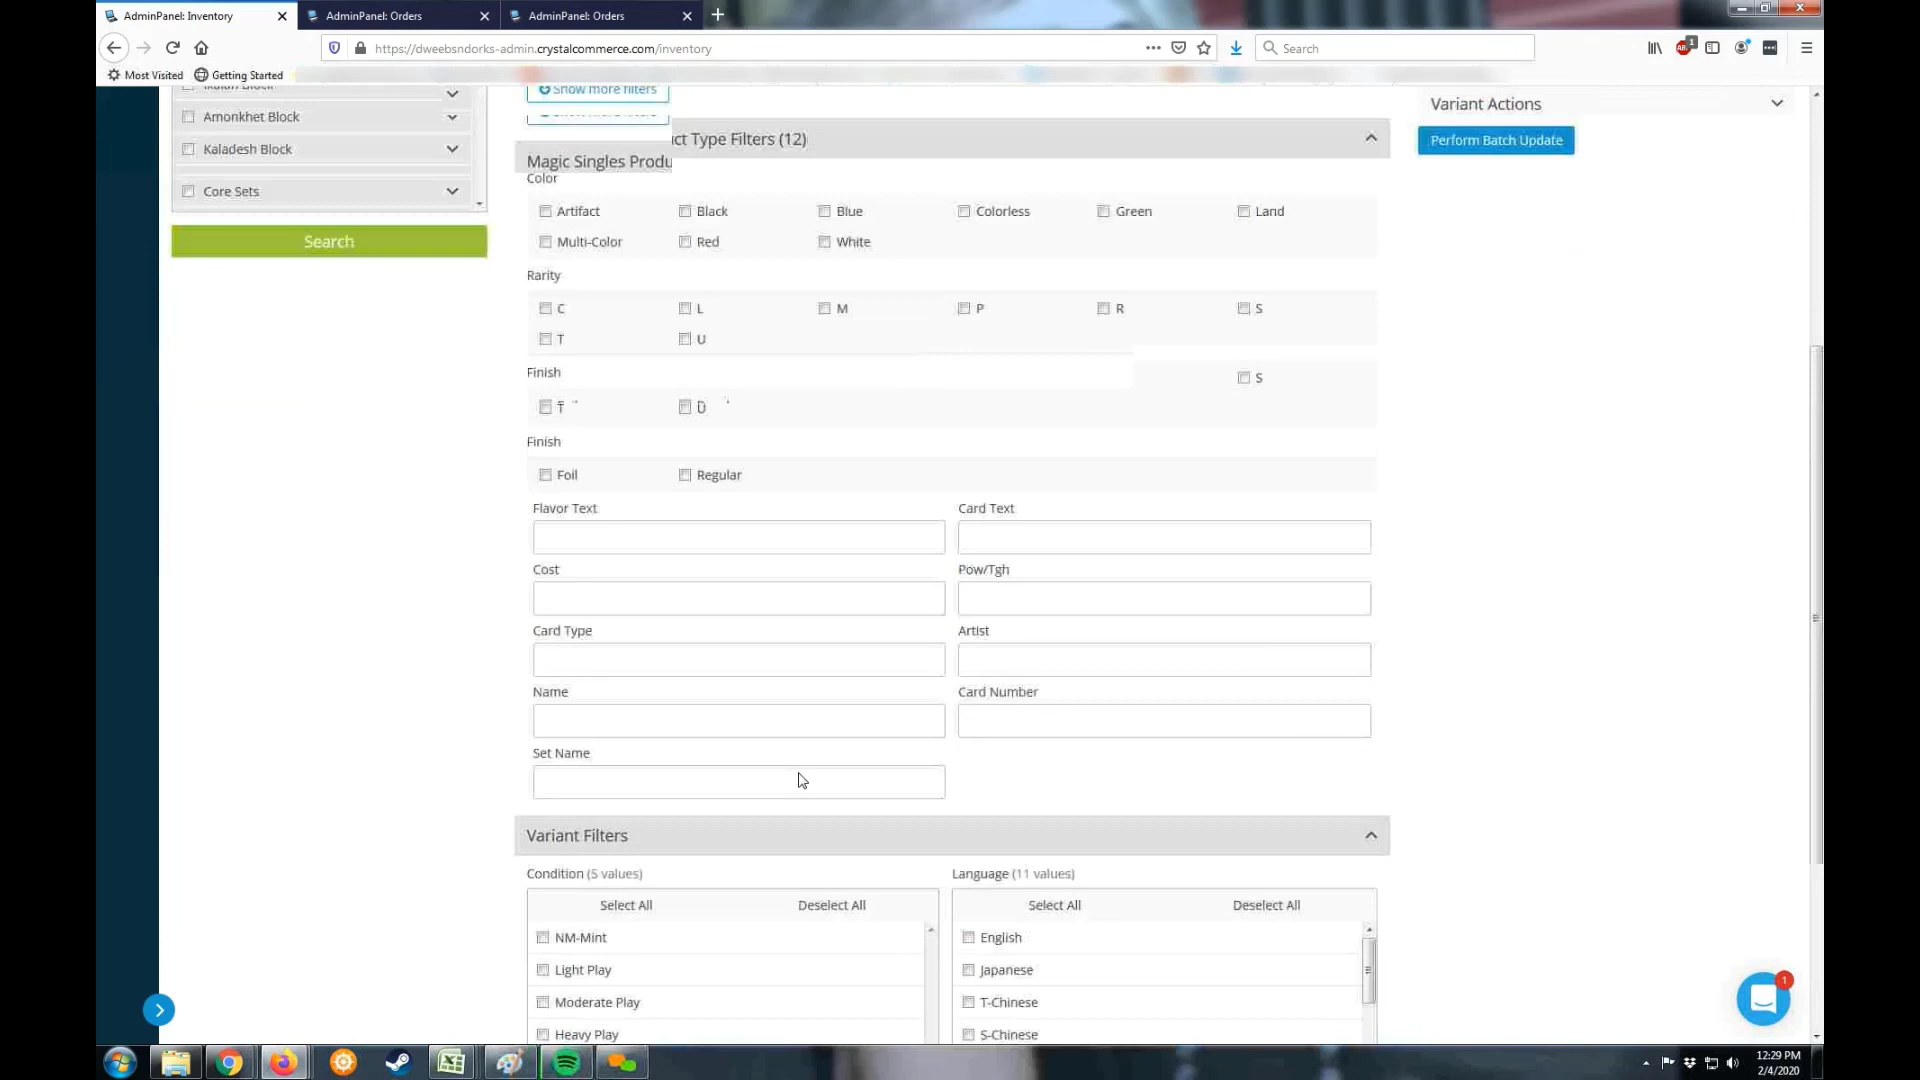 AdminPanel: Inventory
AdminPanel: Orders
AdminPanel: Orders
https://dweebsndorks-admin.crystalcommerce.com/inventory
Search
1
Most Visited
Getting Started
Amonkhet Block
Kaladesh Block
Core Sets
Search
Show more filters
ct Type Filters (12)
Magic Singles Produ
Variant Actions
Perform Batch Update
Color
Artifact Black Blue Colorless Green Land
Multi-Color Red White
Rarity
C L M P R S
T U
Finish
S
T
Finish
Foil Regular
Flavor Text Card Text
Cost Pow/Tgh
Card Type Artist
Name Card Number
Set Name
Variant Filters
Condition (5 values) Language (11 values)
Select All Deselect All Select All Deselect All
NM-Mint English
Light Play Japanese
Moderate Play T-Chinese
Heavy Play S-Chinese
1
12:29 PM
2/4/2020